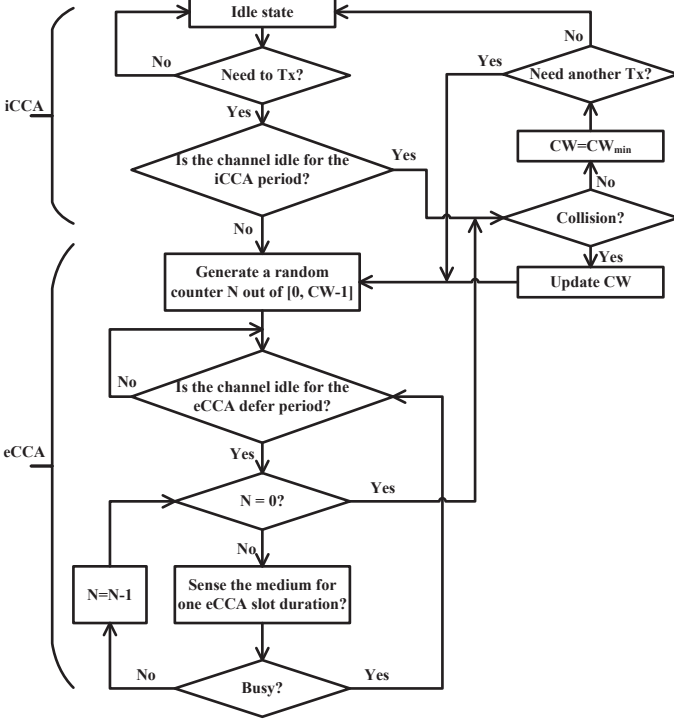 Idle state
No
Need to Tx?
Yes
iCCA
Is the channel idle for the
iCCA period?
Yes
No
No
Yes
Need another Tx?
CW=CWmin
No
Collision?
Yes
Update CW
Generate a random
counter N out of [0, CW-1]
No
Is the channel idle for the
eCCA defer period?
Yes
eCCA
N = 0?
Yes
No
N=N-1
Sense the medium for
one eCCA slot duration?
No
Busy?
Yes